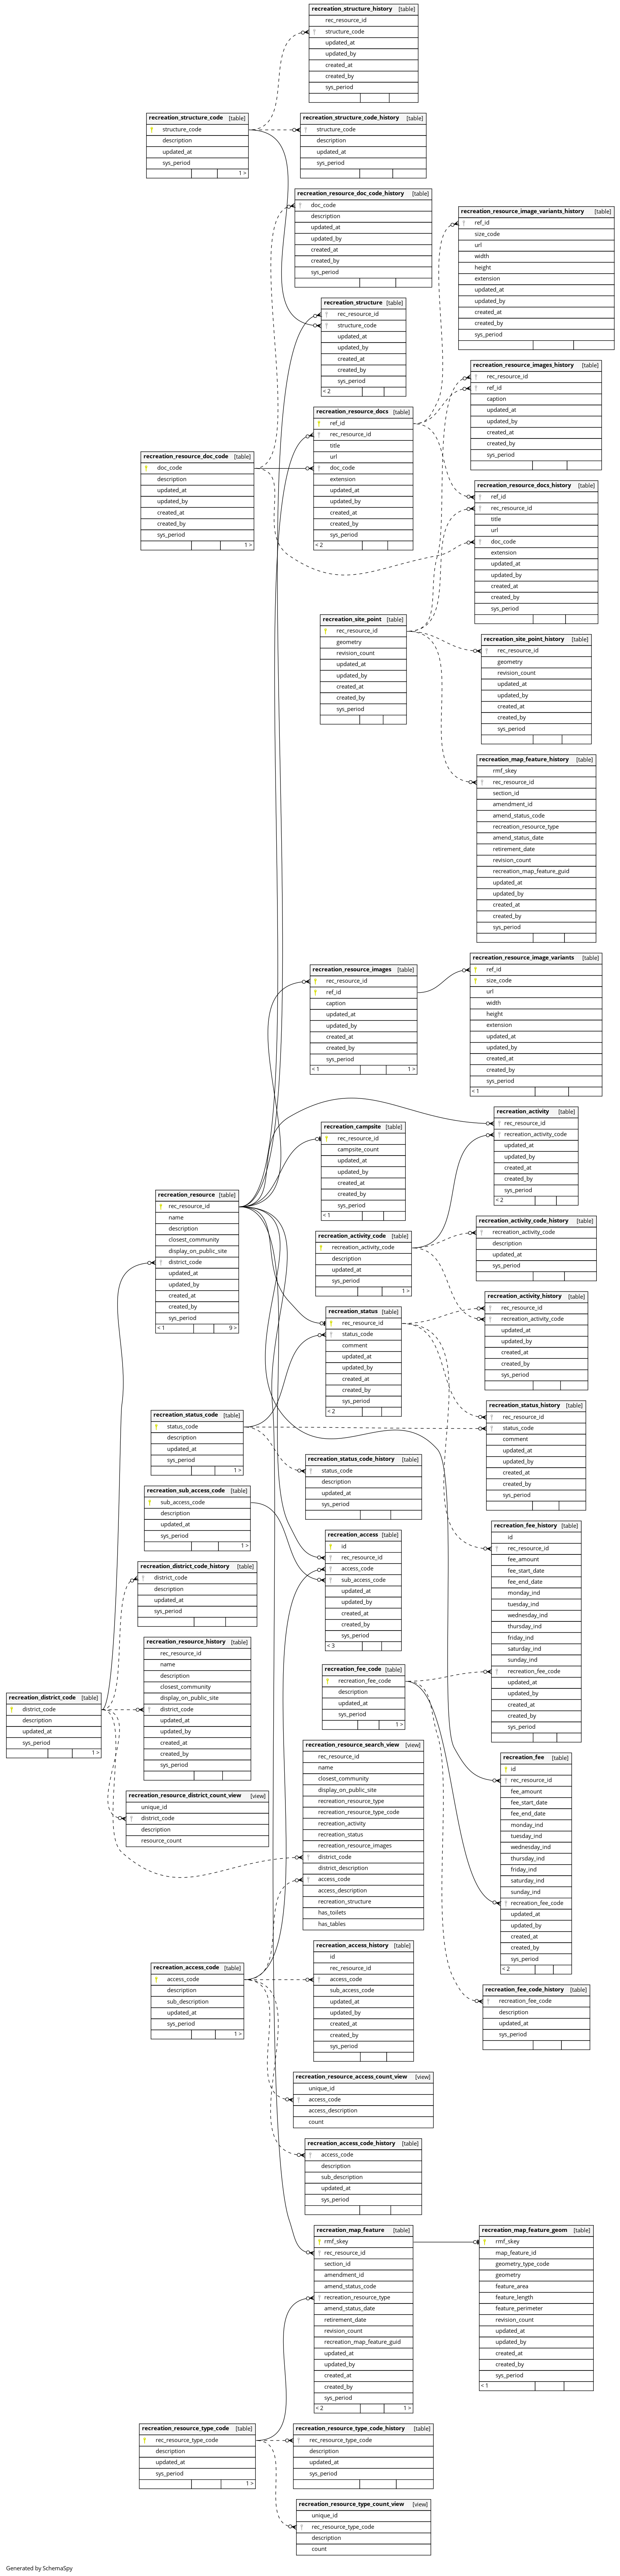 recreation_structure_history [table]
rec_resource_id
structure_code
updated_at
updated_by
created_at
created_by
sys_period
recreation_structure_code [table]
structure_code
description
updated_at
sys_period
1 >
recreation_structure_code_history [table]
structure_code
description
updated_at
sys_period
recreation_resource_doc_code_history [table]
doc_code
description
updated_at
updated_by
created_at
created_by
sys_period
recreation_resource_image_variants_history [table]
ref_id
size_code
url
width
height
extension
updated_at
updated_by
created_at
created_by
sys_period
recreation_structure [table]
rec_resource_id
structure_code
updated_at
updated_by
created_at
created_by
sys_period
< 2
recreation_resource_images_history [table]
rec_resource_id
ref_id
caption
updated_at
updated_by
created_at
created_by
sys_period
recreation_resource_docs [table]
ref_id
rec_resource_id
title
url
doc_code
extension
updated_at
updated_by
created_at
created_by
sys_period
< 2
recreation_resource_doc_code [table]
doc_code
description
updated_at
updated_by
created_at
created_by
sys_period
1 >
recreation_resource_docs_history [table]
ref_id
rec_resource_id
title
url
doc_code
extension
updated_at
updated_by
created_at
created_by
sys_period
recreation_site_point [table]
rec_resource_id
geometry
revision_count
updated_at
updated_by
created_at
created_by
sys_period
recreation_site_point_history [table]
rec_resource_id
geometry
revision_count
updated_at
updated_by
created_at
created_by
sys_period
recreation_map_feature_history [table]
rmf_skey
rec_resource_id
section_id
amendment_id
amend_status_code
recreation_resource_type
amend_status_date
retirement_date
revision_count
recreation_map_feature_guid
updated_at
updated_by
created_at
created_by
sys_period
recreation_resource_images [table]
rec_resource_id
ref_id
caption
updated_at
updated_by
created_at
created_by
sys_period
< 1 1 >
recreation_resource_image_variants [table]
ref_id
size_code
url
width
height
extension
updated_at
updated_by
created_at
created_by
sys_period
< 1
recreation_activity [table]
rec_resource_id
recreation_activity_code
updated_at
updated_by
created_at
created_by
sys_period
< 2
recreation_campsite [table]
rec_resource_id
campsite_count
updated_at
updated_by
created_at
created_by
sys_period
< 1
recreation_resource [table]
rec_resource_id
name
description
closest_community
display_on_public_site
district_code
updated_at
updated_by
created_at
created_by
sys_period
< 1 9 >
recreation_activity_code [table]
recreation_activity_code
description
updated_at
sys_period
1 >
recreation_activity_code_history [table]
recreation_activity_code
description
updated_at
sys_period
recreation_activity_history [table]
rec_resource_id
recreation_activity_code
updated_at
updated_by
created_at
created_by
sys_period
recreation_status [table]
rec_resource_id
status_code
comment
updated_at
updated_by
created_at
created_by
sys_period
< 2
recreation_status_history [table]
rec_resource_id
status_code
comment
updated_at
updated_by
created_at
created_by
sys_period
recreation_status_code [table]
status_code
description
updated_at
sys_period
1 >
recreation_status_code_history [table]
status_code
description
updated_at
sys_period
recreation_sub_access_code [table]
sub_access_code
description
updated_at
sys_period
1 >
recreation_fee_history [table]
id
rec_resource_id
fee_amount
fee_start_date
fee_end_date
monday_ind
tuesday_ind
wednesday_ind
thursday_ind
friday_ind
saturday_ind
sunday_ind
recreation_fee_code
updated_at
updated_by
created_at
created_by
sys_period
recreation_access [table]
id
rec_resource_id
access_code
sub_access_code
updated_at
updated_by
created_at
created_by
sys_period
< 3
recreation_district_code_history [table]
district_code
description
updated_at
sys_period
recreation_resource_history [table]
rec_resource_id
name
description
closest_community
display_on_public_site
district_code
updated_at
updated_by
created_at
created_by
sys_period
recreation_fee_code [table]
recreation_fee_code
description
updated_at
sys_period
1 >
recreation_district_code [table]
district_code
description
updated_at
sys_period
1 >
recreation_resource_search_view [view]
rec_resource_id
name
closest_community
display_on_public_site
recreation_resource_type
recreation_resource_type_code
recreation_activity
recreation_status
recreation_resource_images
district_code
district_description
access_code
access_description
recreation_structure
has_toilets
has_tables
recreation_fee [table]
id
rec_resource_id
fee_amount
fee_start_date
fee_end_date
monday_ind
tuesday_ind
wednesday_ind
thursday_ind
friday_ind
saturday_ind
sunday_ind
recreation_fee_code
updated_at
updated_by
created_at
created_by
sys_period
< 2
recreation_resource_district_count_view [view]
unique_id
district_code
description
resource_count
recreation_access_history [table]
id
rec_resource_id
access_code
sub_access_code
updated_at
updated_by
created_at
created_by
sys_period
recreation_access_code [table]
access_code
description
sub_description
updated_at
sys_period
1 >
recreation_fee_code_history [table]
recreation_fee_code
description
updated_at
sys_period
recreation_resource_access_count_view [view]
unique_id
access_code
access_description
count
recreation_access_code_history [table]
access_code
description
sub_description
updated_at
sys_period
recreation_map_feature [table]
rmf_skey
rec_resource_id
section_id
amendment_id
amend_status_code
recreation_resource_type
amend_status_date
retirement_date
revision_count
recreation_map_feature_guid
updated_at
updated_by
created_at
created_by
sys_period
< 2 1 >
recreation_map_feature_geom [table]
rmf_skey
map_feature_id
geometry_type_code
geometry
feature_area
feature_length
feature_perimeter
revision_count
updated_at
updated_by
created_at
created_by
sys_period
< 1
recreation_resource_type_code [table]
rec_resource_type_code
description
updated_at
sys_period
1 >
recreation_resource_type_code_history [table]
rec_resource_type_code
description
updated_at
sys_period
recreation_resource_type_count_view [view]
unique_id
rec_resource_type_code
description
count
Generated by SchemaSpy